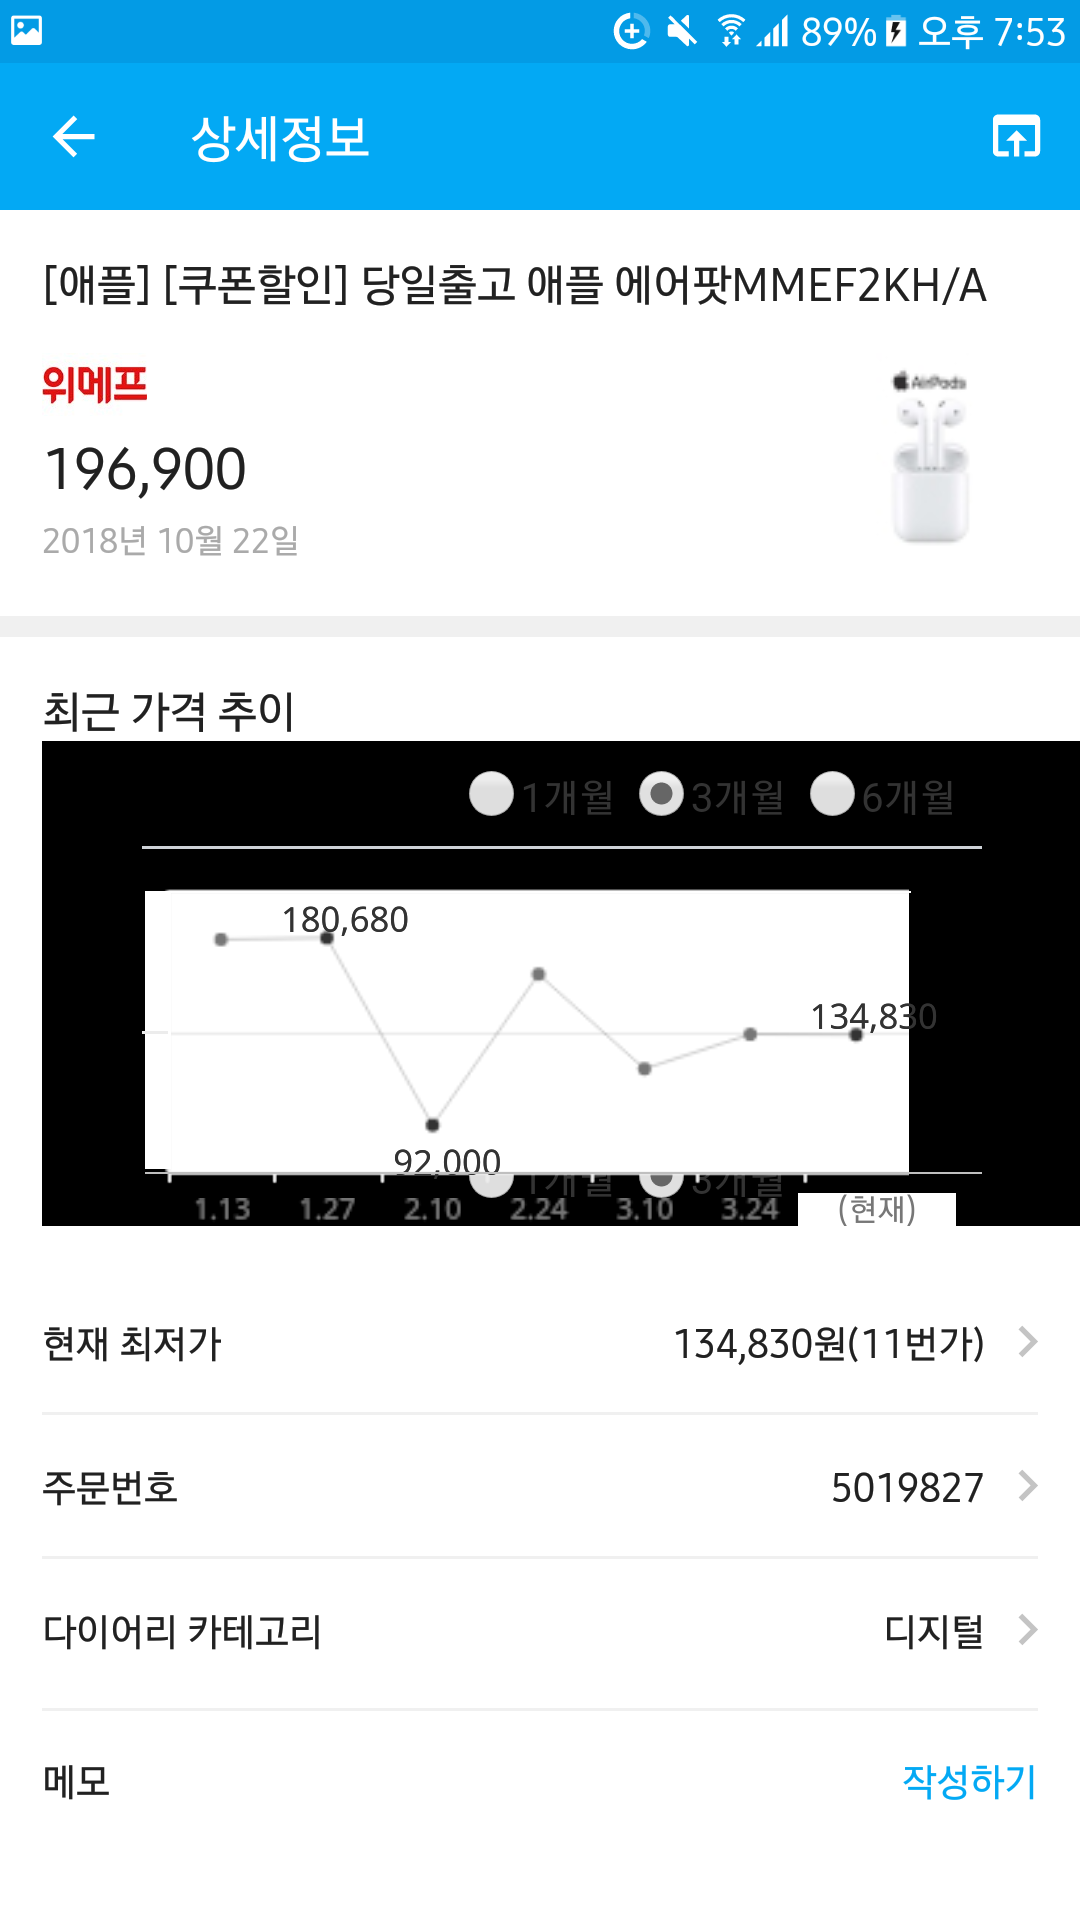 89% 오후 7:53
상세정보
[애플] [쿠폰할인] 당일출고 애플 에어팟MMEF2KH/A
위메프
AirPods
196,900
2018년 10월 22일
최근 가격 추이
1개월 3개월 6개월
180,680
134,830
92,000
1개월 3개월
1.13 1.27 2.10 2.24 3.10 3.24 (현재)
현재 최저가 134,830원(11번가)
주문번호 5019827
다이어리 카테고리 디지털
메모 작성하기